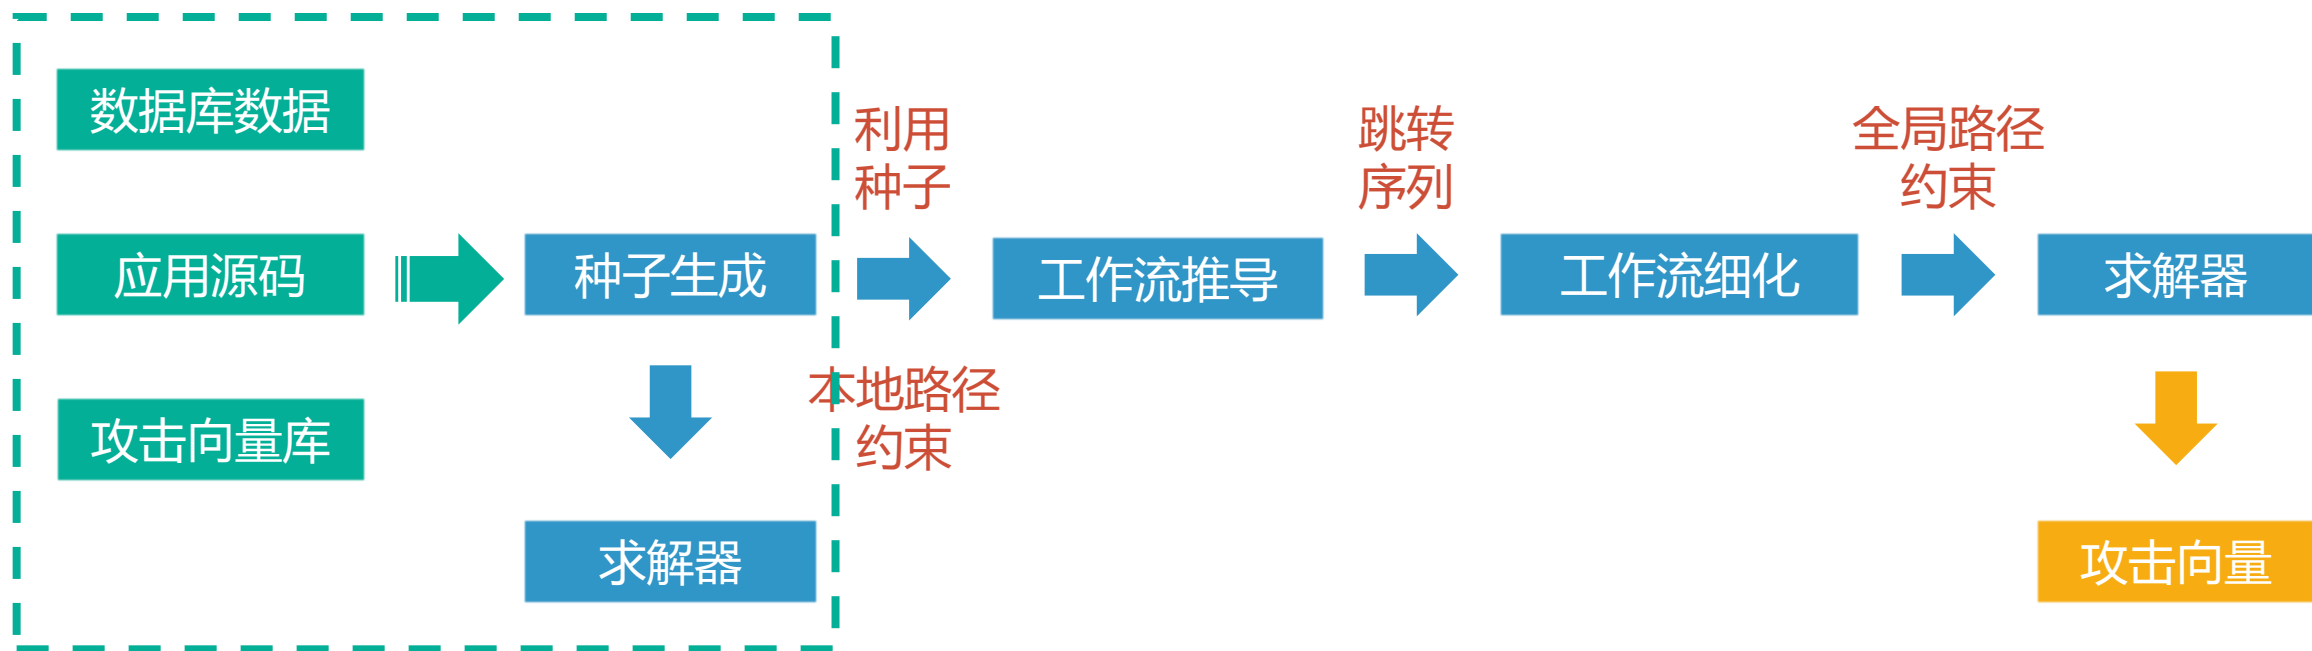 数据库数据
应用源码
攻击向量库
种子生成
求解器
利用
种子
本地路径
约束
工作流推导
跳转
序列
工作流细化
全局路径
约束
求解器
攻击向量